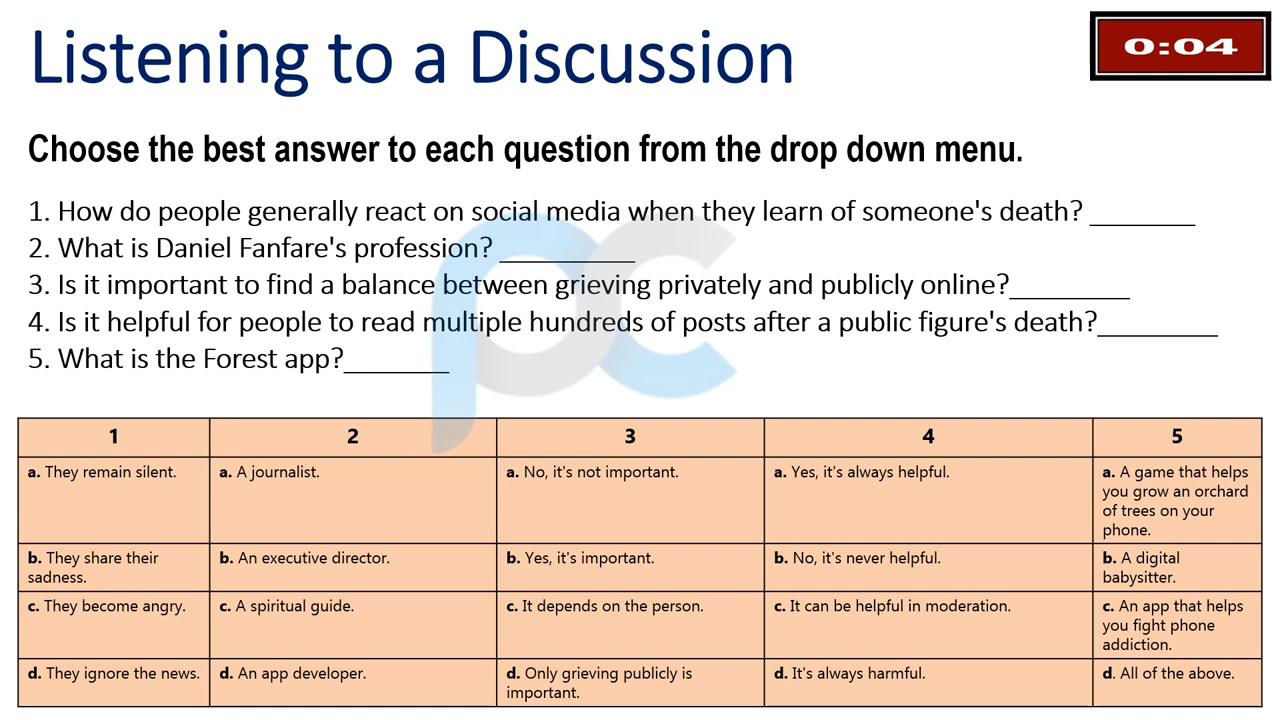 Listening to a Discussion
0:04
Choose the best answer to each question from the drop down menu.
1. How do people generally react on social media when they learn of someone's death? _______
2. What is Daniel Fanfare's profession? _________
3. Is it important to find a balance between grieving privately and publicly online?________
4. Is it helpful for people to read multiple hundreds of posts after a public figure's death?________
5. What is the Forest app?_______
pc
1 2 3 4 5
a. They remain silent.
a. A journalist.
a. No, it's not important.
a. Yes, it's always helpful.
a. A game that helps
you grow an orchard
of trees on your
phone.
b. They share their
sadness.
b. An executive director.
b. Yes, it's important.
b. No, it's never helpful.
b. A digital
babysitter.
c. They become angry.
c. A spiritual guide.
c. It depends on the person.
c. It can be helpful in moderation.
c. An app that helps
you fight phone
addiction.
d. They ignore the news.
d. An app developer.
d. Only grieving publicly is
important.
d. It's always harmful.
d. All of the above.